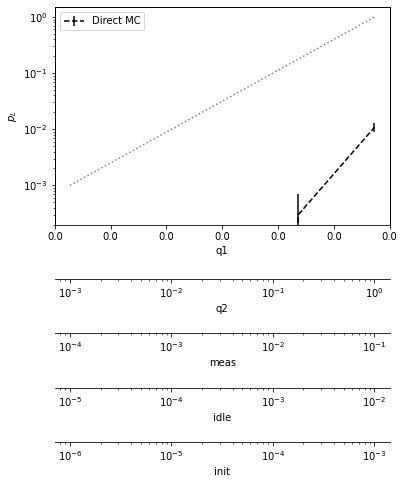 Direct MC
10⁰
10⁻¹
10⁻²
10⁻³
p_L
0.0 0.0 0.0 0.0 0.0 0.0 0.0
q1
10⁻³ 10⁻² 10⁻¹ 10⁰
q2
10⁻⁴ 10⁻³ 10⁻² 10⁻¹
meas
10⁻⁵ 10⁻⁴ 10⁻³ 10⁻²
idle
10⁻⁶ 10⁻⁵ 10⁻⁴ 10⁻³
init